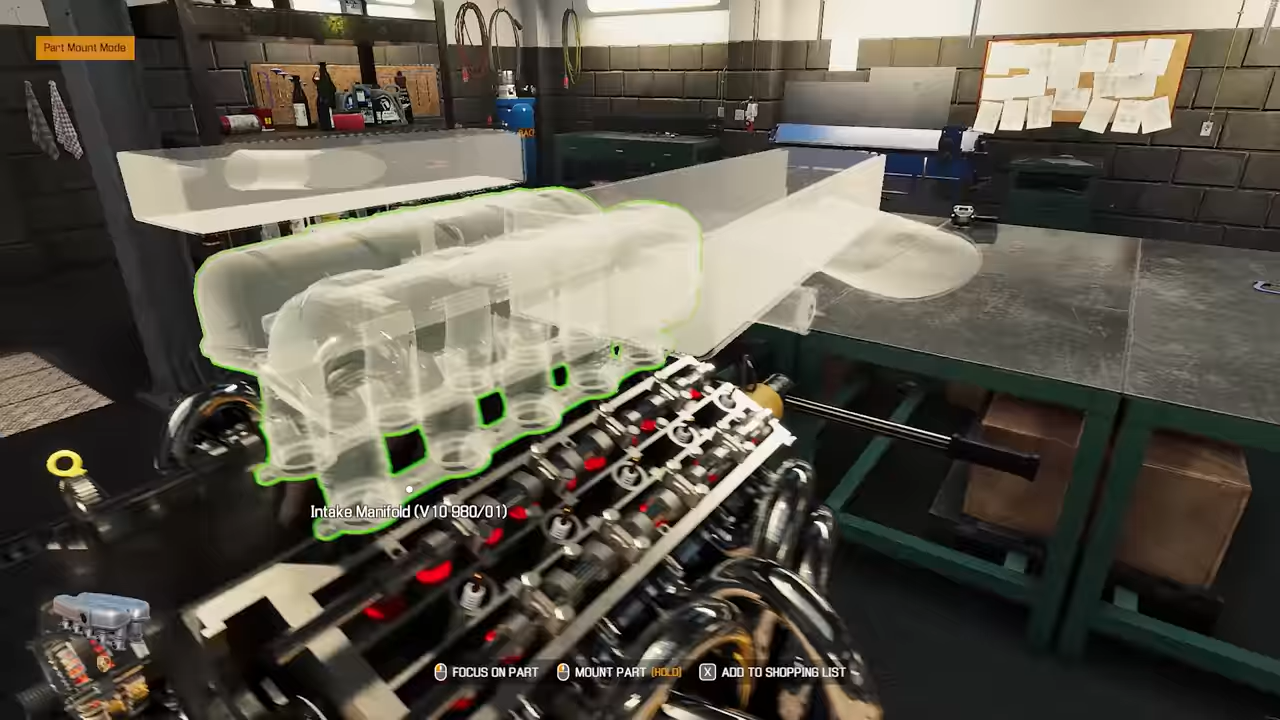 Part Mount Mode
Intake Manifold (V10 980/01)
FOCUS ON PART
MOUNT PART [HOLD]
X ADD TO SHOPPING LIST